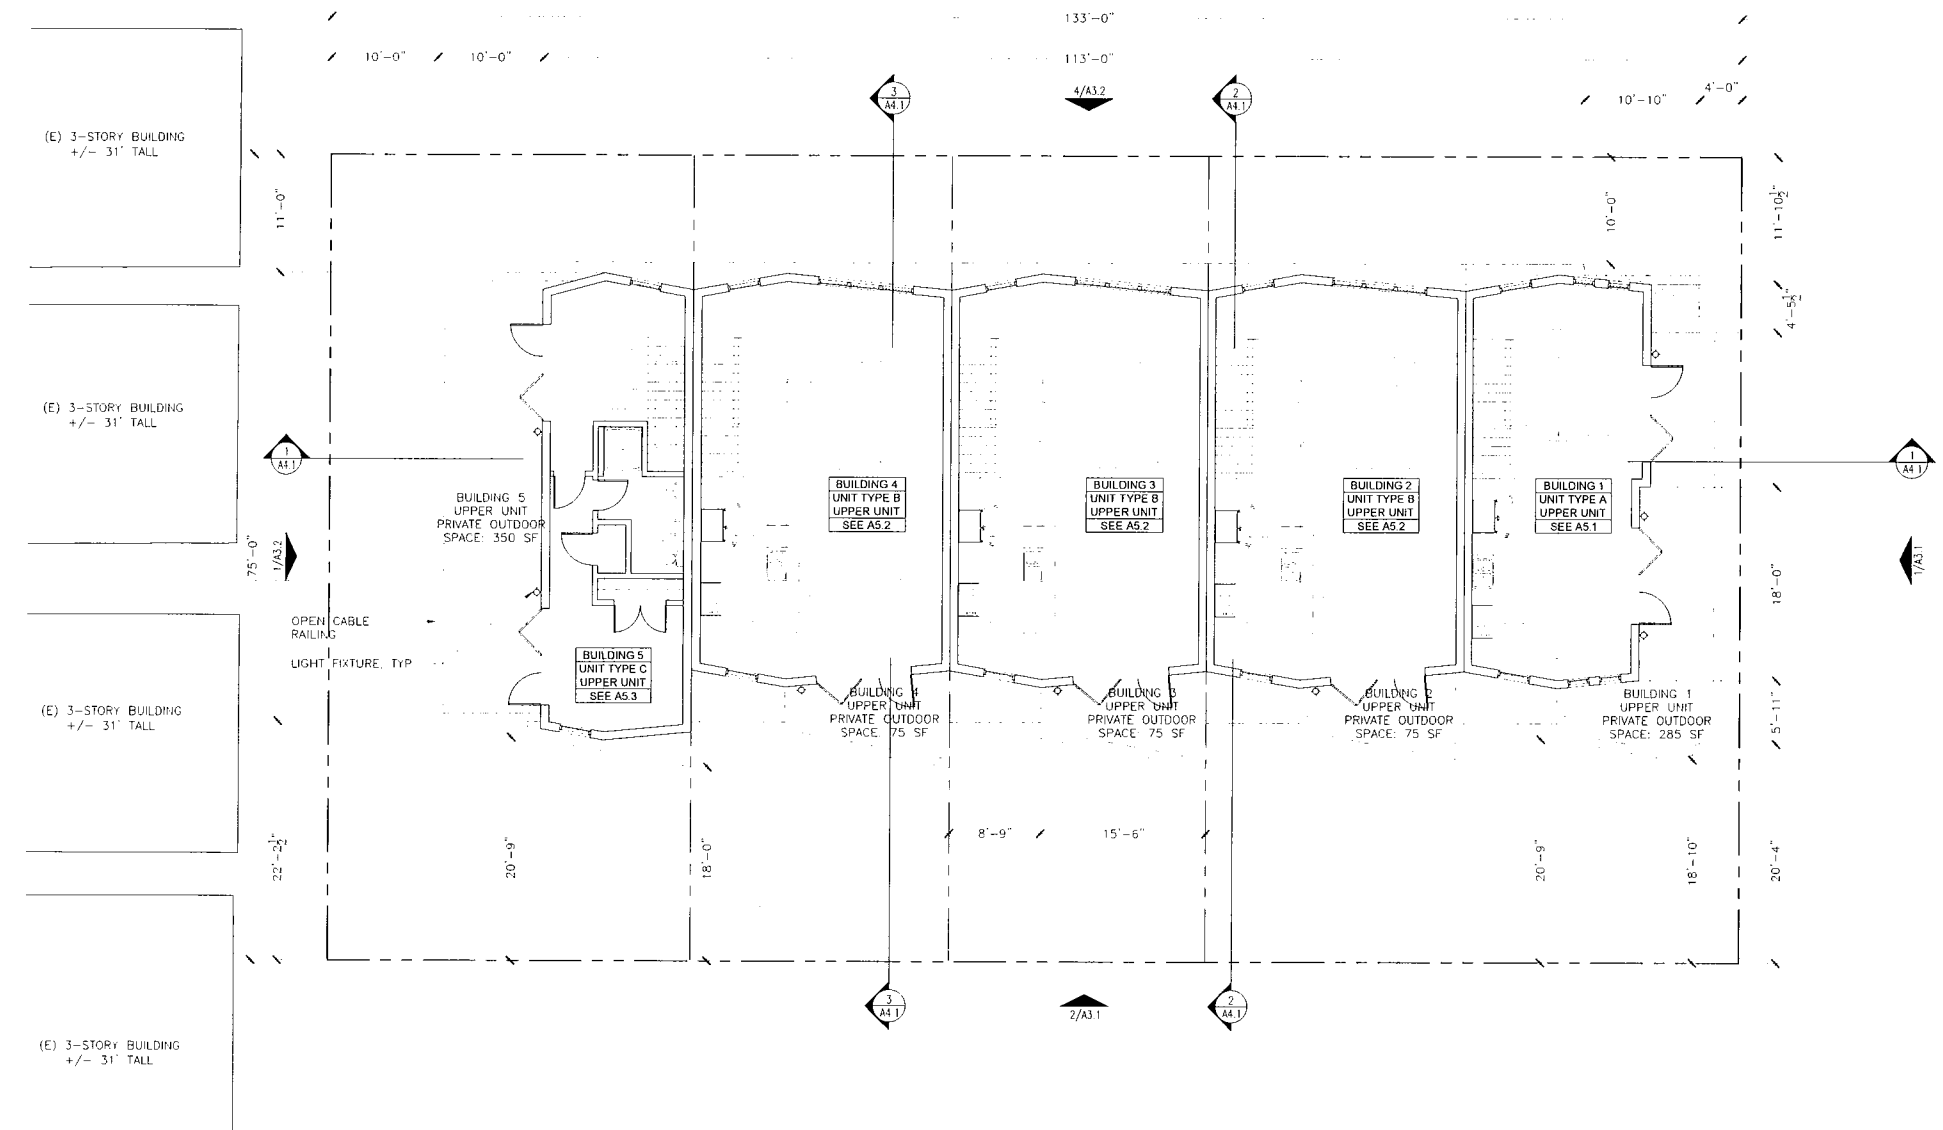 133'-0"
10'-0"
10'-0"
113'-0"
4'-0"
10'-10"
3
A4.1
4/A3.2
2
A4.1
(E) 3-STORY BUILDING
+/- 31' TALL
11'-0"
10'-0"
11'-10½"
4'-5½"
(E) 3-STORY BUILDING
+/- 31' TALL
1
A4.1
1
A4.1
BUILDING 5
UPPER UNIT
PRIVATE OUTDOOR
SPACE: 350 SF
BUILDING 4
UNIT TYPE B
UPPER UNIT
SEE A5.2
BUILDING 3
UNIT TYPE B
UPPER UNIT
SEE A5.2
BUILDING 2
UNIT TYPE B
UPPER UNIT
SEE A5.2
BUILDING 1
UNIT TYPE A
UPPER UNIT
SEE A5.1
75'-0"
1/A3.2
18'-0"
1/A3.1
OPEN CABLE
RAILING
LIGHT FIXTURE, TYP
BUILDING 5
UNIT TYPE C
UPPER UNIT
SEE A5.3
(E) 3-STORY BUILDING
+/- 31' TALL
BUILDING 4
UPPER UNIT
PRIVATE OUTDOOR
SPACE: 75 SF
BUILDING 3
UPPER UNIT
PRIVATE OUTDOOR
SPACE: 75 SF
BUILDING 2
UPPER UNIT
PRIVATE OUTDOOR
SPACE: 75 SF
BUILDING 1
UPPER UNIT
PRIVATE OUTDOOR
SPACE: 285 SF
5'-11"
22'-2½"
20'-9"
18'-0"
8'-9"
15'-6"
20'-9"
18'-10"
20'-4"
3
A4.1
2/A3.1
2
A4.1
(E) 3-STORY BUILDING
+/- 31' TALL